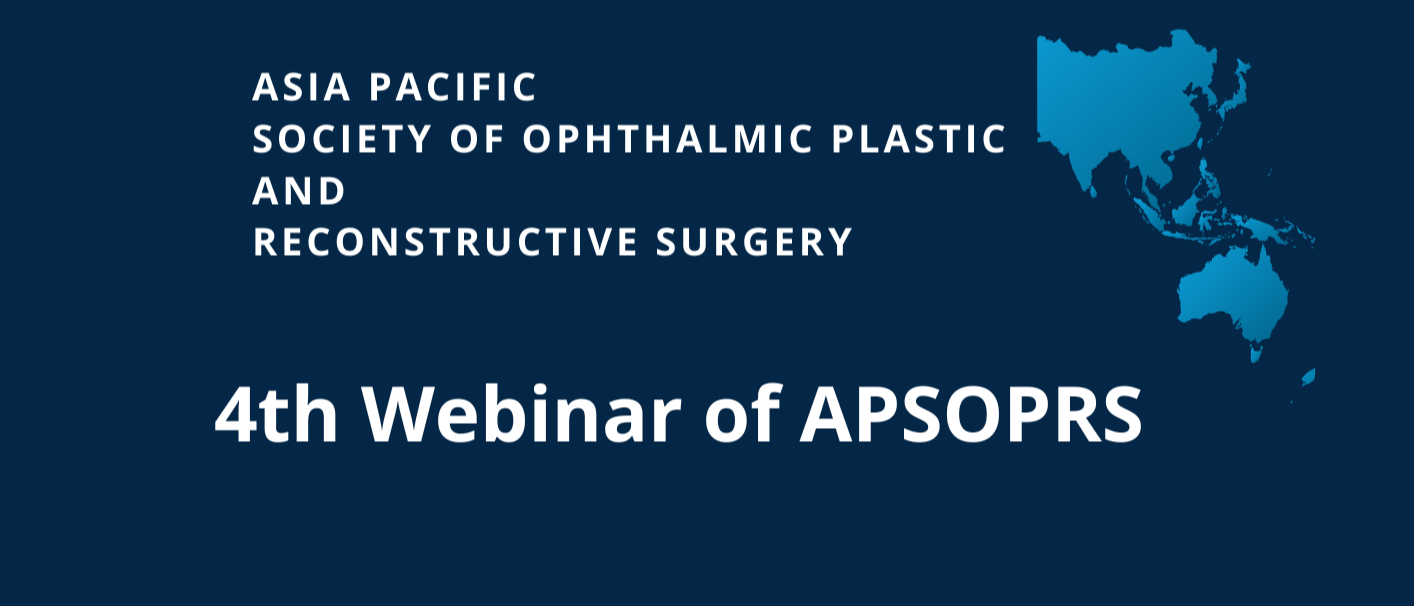 ASIA PACIFIC
SOCIETY OF OPHTHALMIC PLASTIC
AND
RECONSTRUCTIVE SURGERY
4th Webinar of APSOPRS